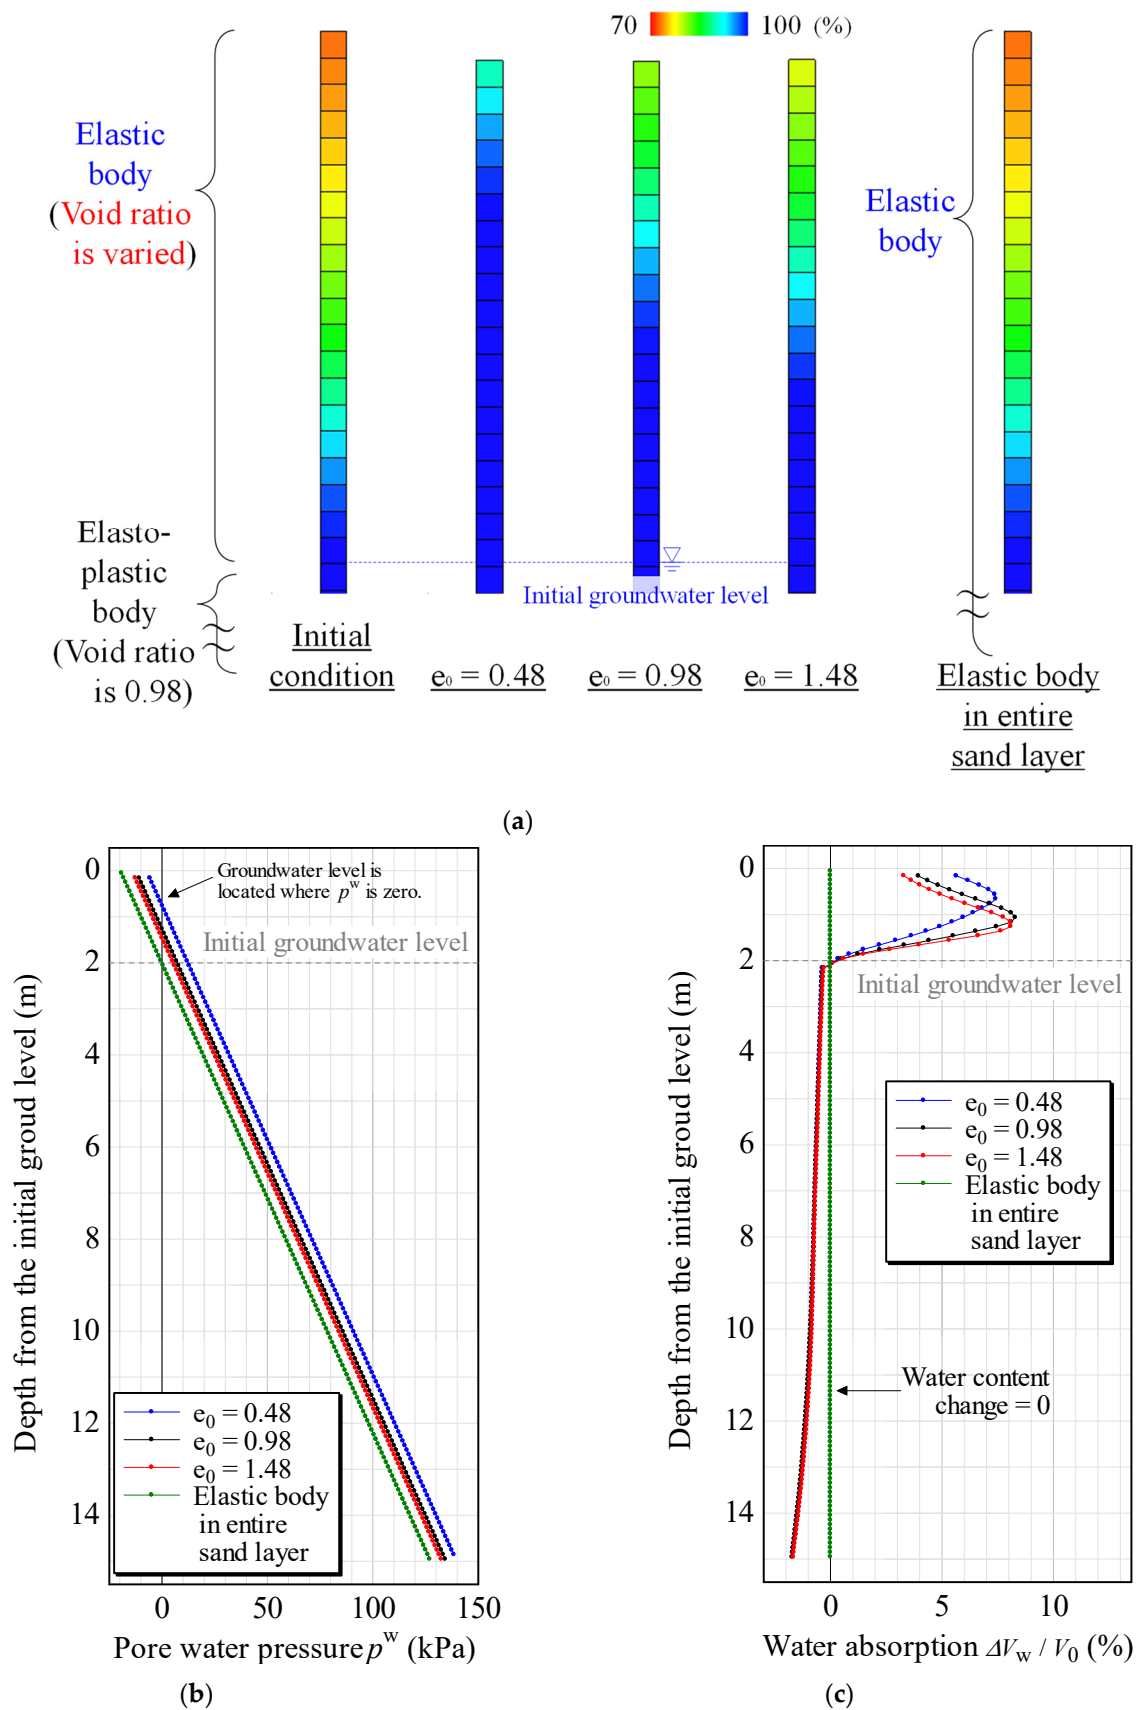 70 100 (%)
Elastic
body
(Void ratio
is varied)
Elastic
body
Elasto-
plastic
body
(Void ratio
is 0.98)
Initial groundwater level
Initial
condition
e₀ = 0.48
e₀ = 0.98
e₀ = 1.48
Elastic body
in entire
sand layer
(a)
Groundwater level is
located where pʷ is zero.
Initial groundwater level
0
2
4
6
8
10
12
14
Depth from the initial groud level (m)
e₀ = 0.48
e₀ = 0.98
e₀ = 1.48
Elastic body
in entire
sand layer
0 50 100 150
Pore water pressure pʷ (kPa)
(b)
0
2
4
6
8
10
12
14
Depth from the initial groud level (m)
Initial groundwater level
e₀ = 0.48
e₀ = 0.98
e₀ = 1.48
Elastic body
in entire
sand layer
Water content
change = 0
0 5 10
Water absorption ΔVw / V₀ (%)
(c)